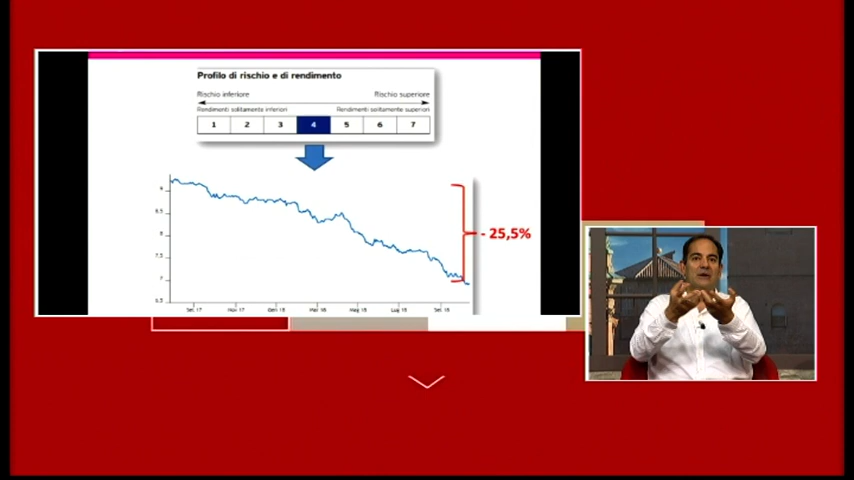 Profilo di rischio e di rendimento
Rischio inferiore Rischio superiore
Rendimenti solitamente inferiori Rendimenti solitamente superiori
1 2 3 4 5 6 7
9
8,5
8
7,5
7
6,5
- 25,5%
Set. 17 Nov. 17 Mar. 18 Mag. 18 Lug. 18 Set. 18